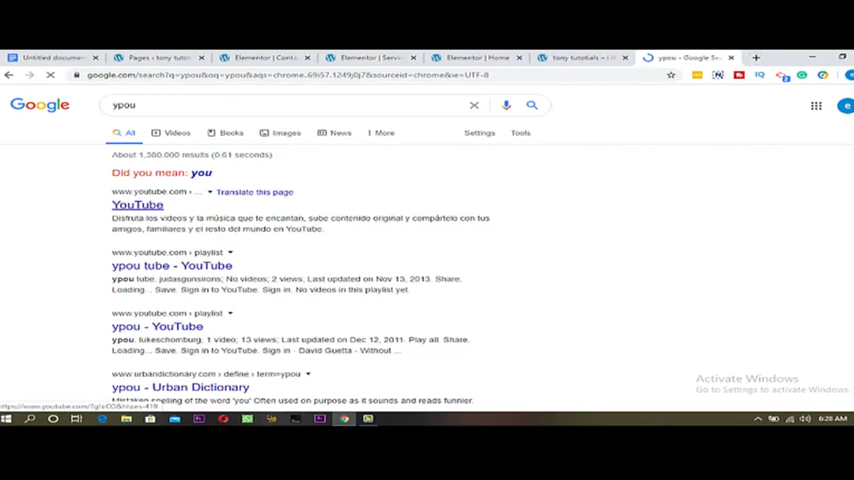 Untitled documen
Pages ‹ tony tutori
Elementor | Conta
Elementor | Servic
Elementor | Home
tony tutotials – i d
ypou - Google Sea
google.com/search?q=ypou&oq=ypou&aqs=chrome..69i57.1249j0j7&sourceid=chrome&ie=UTF-8
Google
ypou
All
Videos
Books
Images
News
More
Settings
Tools
About 1,380,000 results (0.61 seconds)
Did you mean: you
www.youtube.com › ... Translate this page
YouTube
Disfruta los videos y la música que te encantan, sube contenido original y compártelo con tus
amigos, familiares y el resto del mundo en YouTube.
www.youtube.com › playlist
ypou tube - YouTube
ypou tube. judasgunsirons; No videos; 2 views; Last updated on Nov 13, 2013. Share.
Loading... Save. Sign in to YouTube. Sign in. No videos in this playlist yet.
www.youtube.com › playlist
ypou - YouTube
ypou. lukeschomburg; 1 video; 13 views; Last updated on Dec 12, 2011. Play all. Share.
Loading... Save. Sign in to YouTube. Sign in · David Guetta - Without ...
www.urbandictionary.com › define › term=ypou
ypou - Urban Dictionary
Mistaken spelling of the word 'you' Often used on purpose as it sounds and reads funnier.
Activate Windows
Go to Settings to activate Windows.
6:28 AM